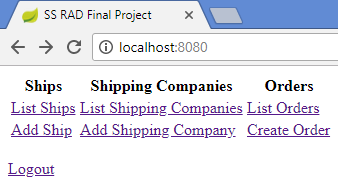 SS RAD Final Project
localhost:8080
Ships Shipping Companies Orders
List Ships List Shipping Companies List Orders
Add Ship Add Shipping Company Create Order
Logout